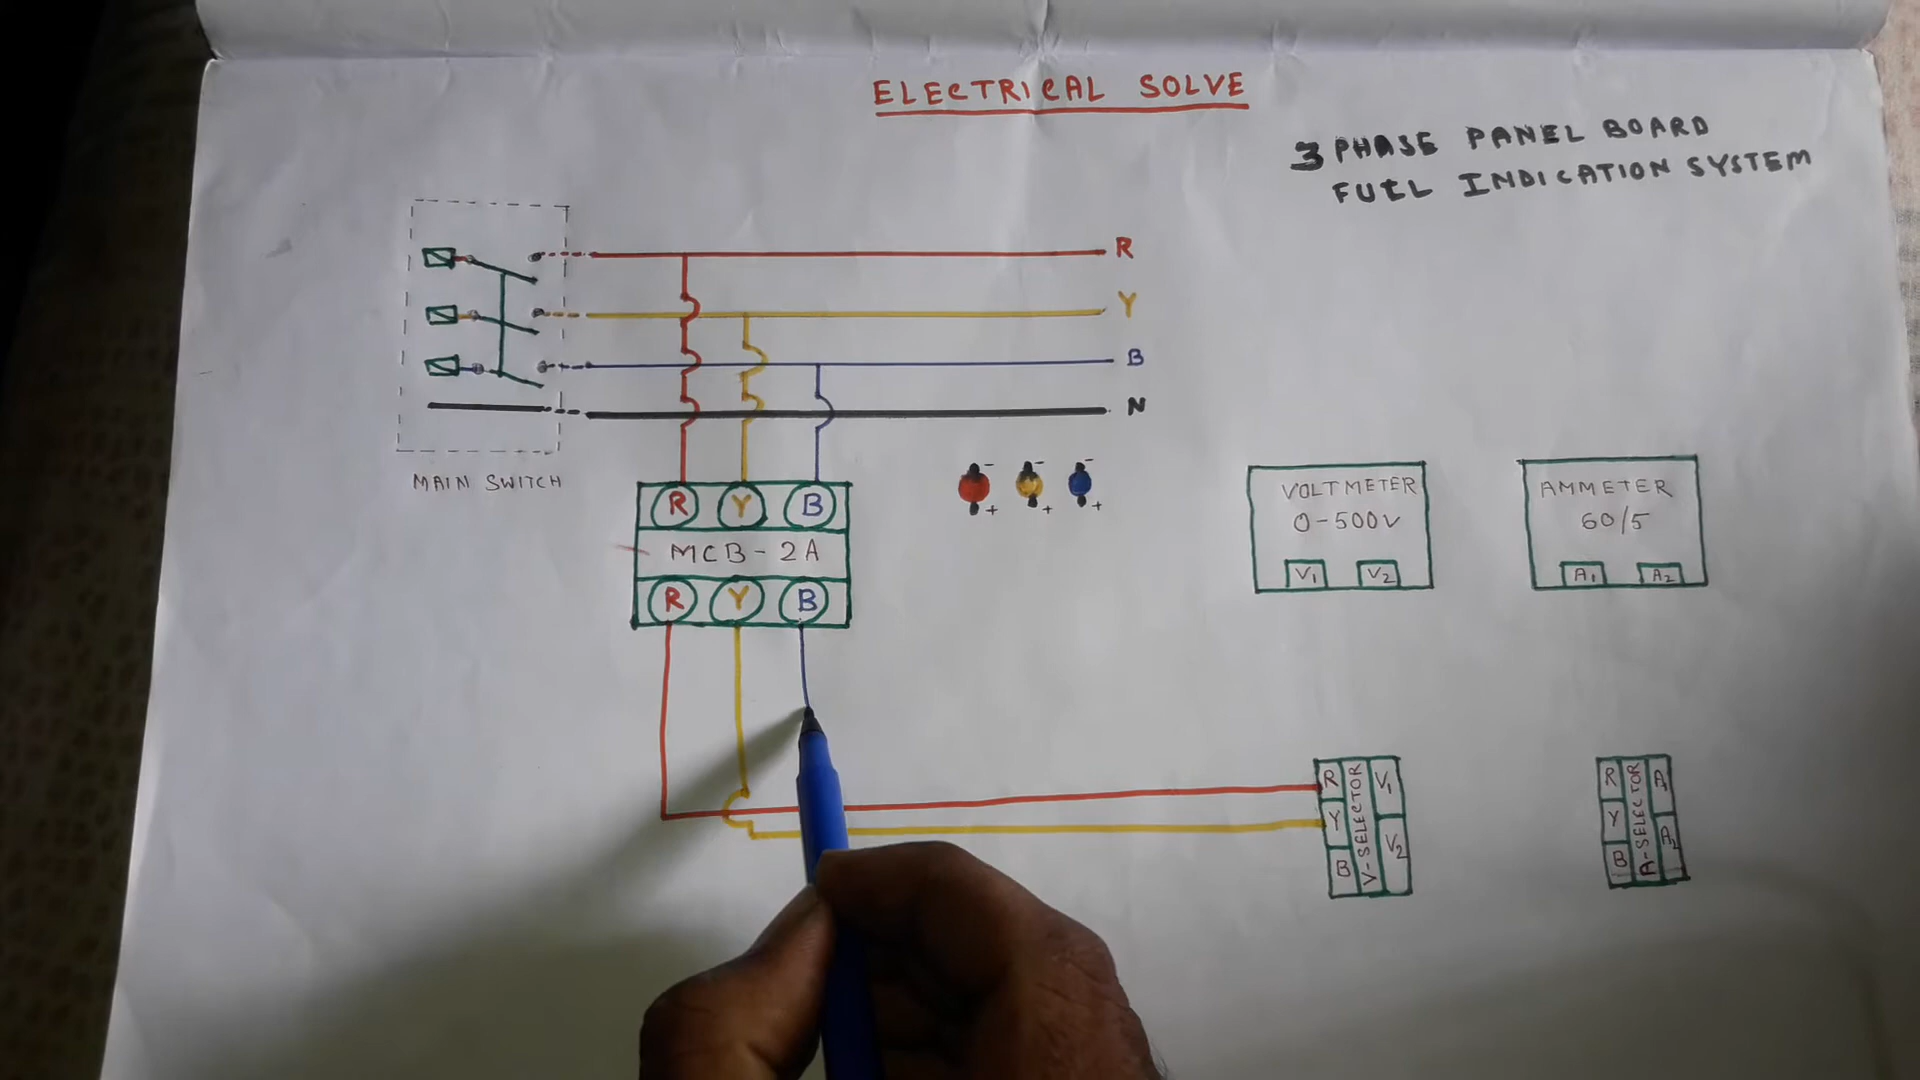 ELECTRICAL SOLVE
3 PHASE PANEL BOARD
FULL INDICATION SYSTEM
R
Y
B
N
MAIN SWITCH
R Y B
MCB-2A
R Y B
- - -
+ + +
VOLTMETER
0-500V
V1 V2
AMMETER
60/5
A1 A2
R
Y
B
V-SELECTOR
V1
V2
R
Y
B
A-SELECTOR
A1
A2